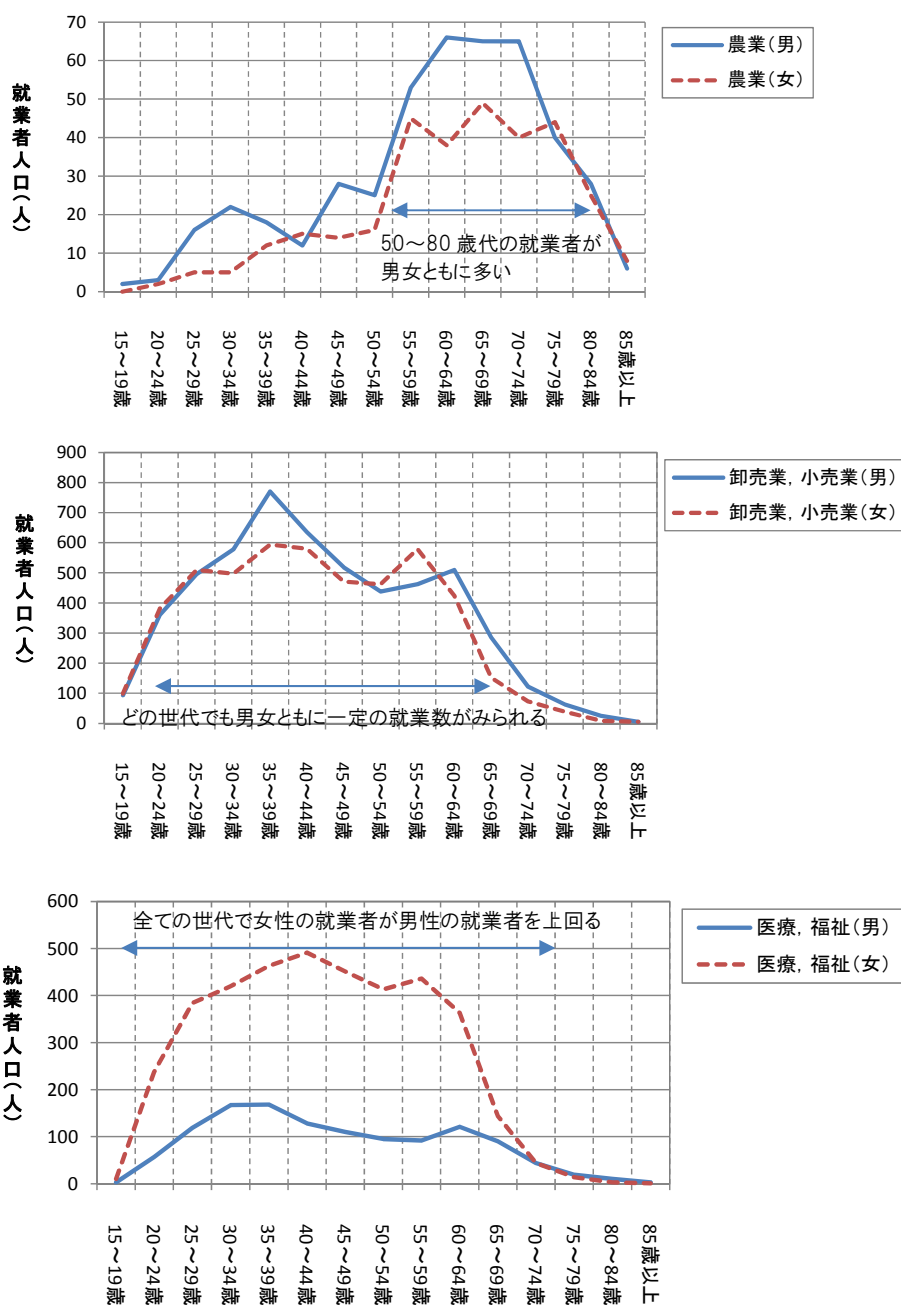 70
60
50
40
30
20
10
0
就業者人口(人)
農業(男)
農業(女)
50~80 歳代の就業者が
男女ともに多い
15~19歳
20~24歳
25~29歳
30~34歳
35~39歳
40~44歳
45~49歳
50~54歳
55~59歳
60~64歳
65~69歳
70~74歳
75~79歳
80~84歳
85歳以上
900
800
700
600
500
400
300
200
100
0
就業者人口(人)
卸売業, 小売業(男)
卸売業, 小売業(女)
どの世代でも男女ともに一定の就業数がみられる
15~19歳
20~24歳
25~29歳
30~34歳
35~39歳
40~44歳
45~49歳
50~54歳
55~59歳
60~64歳
65~69歳
70~74歳
75~79歳
80~84歳
85歳以上
600
500
400
300
200
100
0
就業者人口(人)
全ての世代で女性の就業者が男性の就業者を上回る
医療, 福祉(男)
医療, 福祉(女)
15~19歳
20~24歳
25~29歳
30~34歳
35~39歳
40~44歳
45~49歳
50~54歳
55~59歳
60~64歳
65~69歳
70~74歳
75~79歳
80~84歳
85歳以上